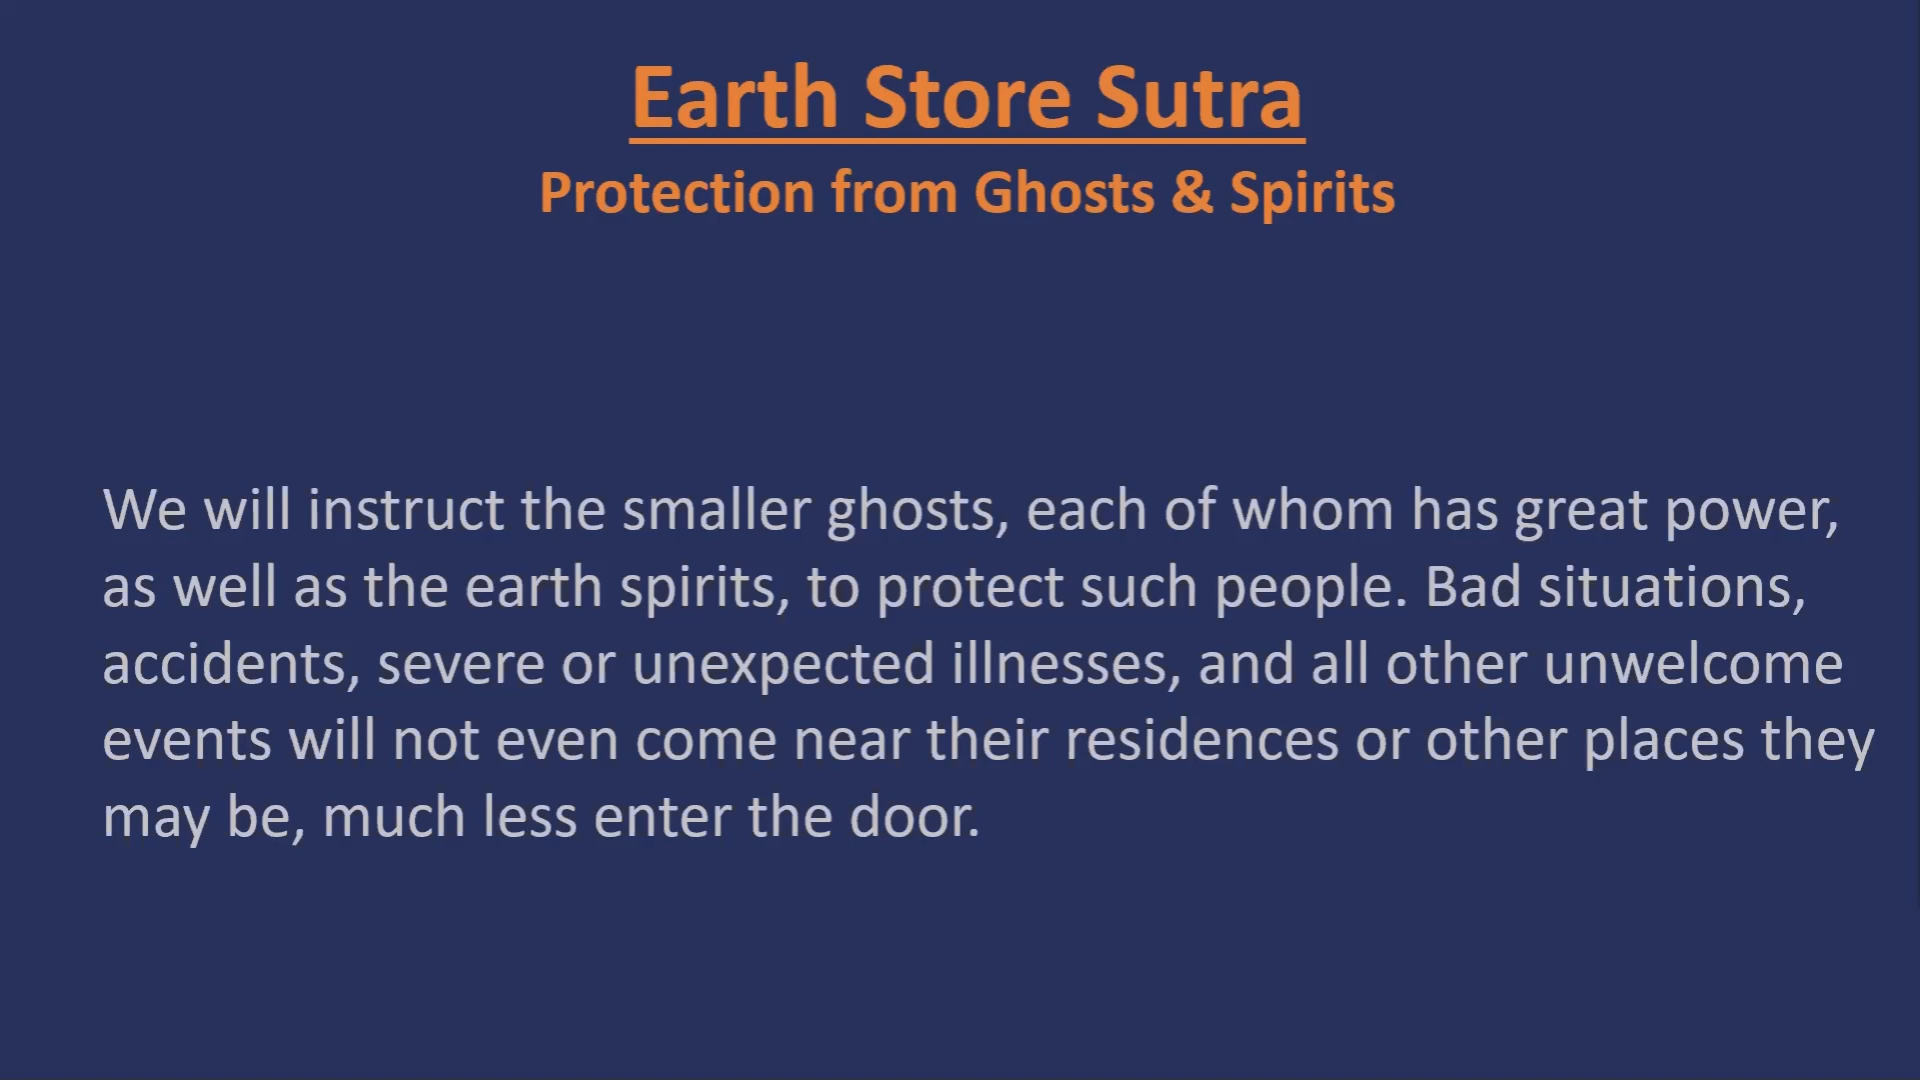 Earth Store Sutra
Protection from Ghosts & Spirits
We will instruct the smaller ghosts, each of whom has great power,
as well as the earth spirits, to protect such people. Bad situations,
accidents, severe or unexpected illnesses, and all other unwelcome
events will not even come near their residences or other places they
may be, much less enter the door.